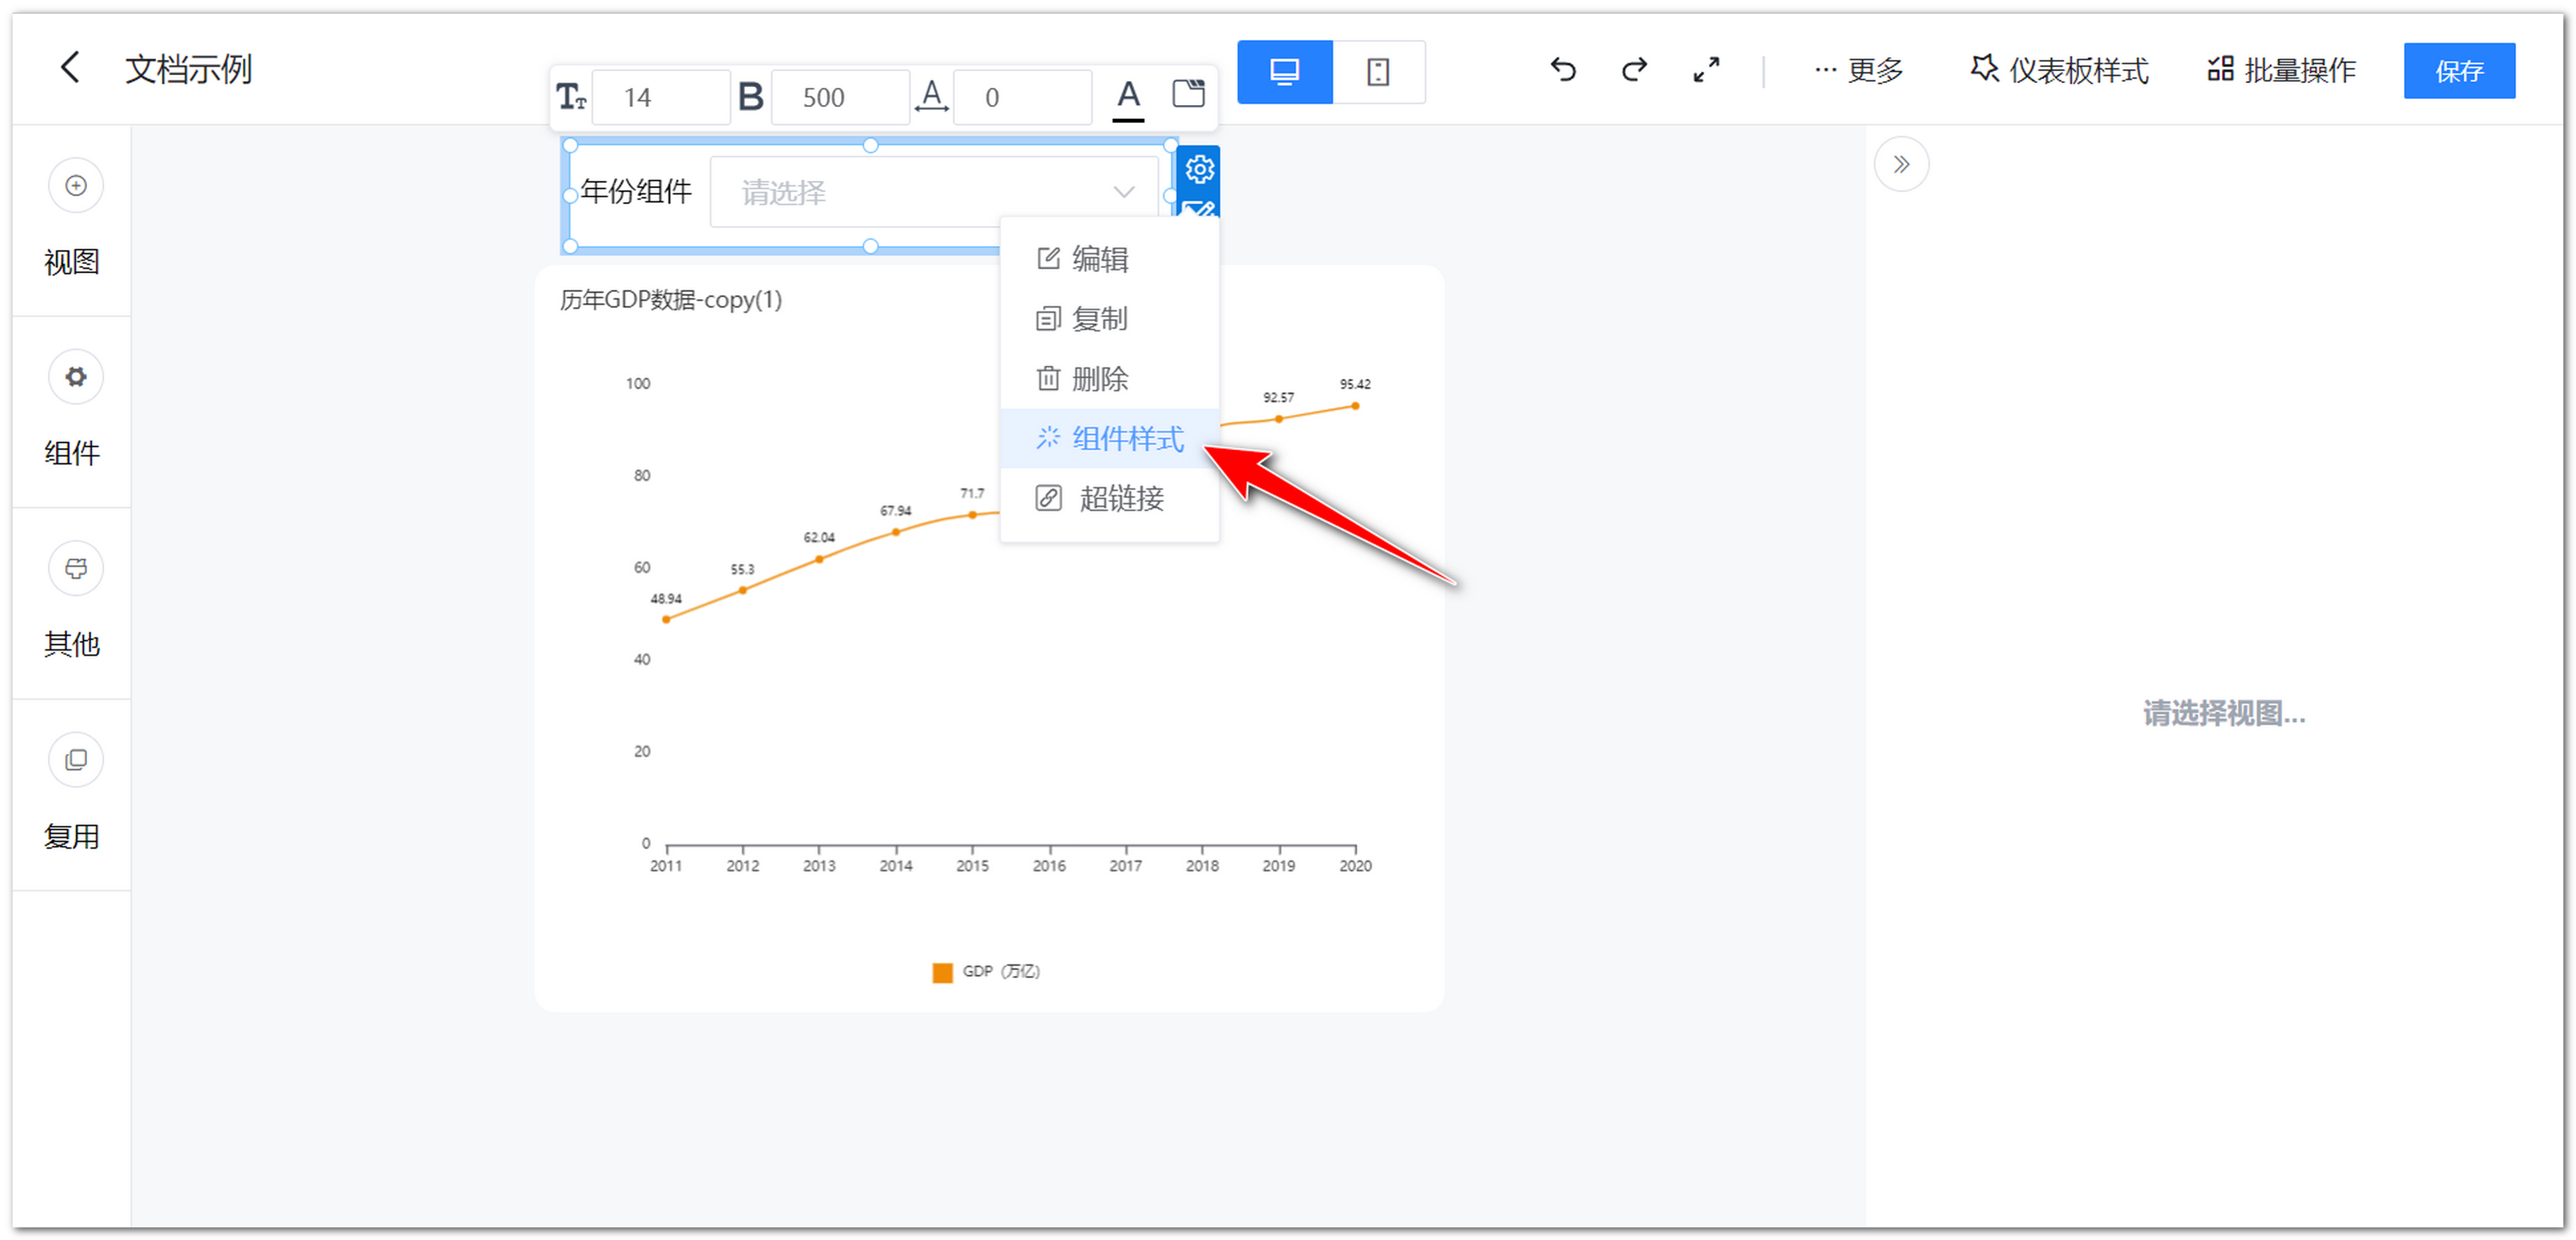 文档示例
14 B 500 A 0 A
更多 仪表板样式 批量操作 保存
视图
组件
其他
复用
年份组件 请选择
编辑
复制
删除
组件样式
超链接
历年GDP数据-copy(1)
100
80
60
40
20
0
48.94
55.3
62.04
67.94
71.7
92.57
95.42
2011 2012 2013 2014 2015 2016 2017 2018 2019 2020
GDP（万亿）
请选择视图...